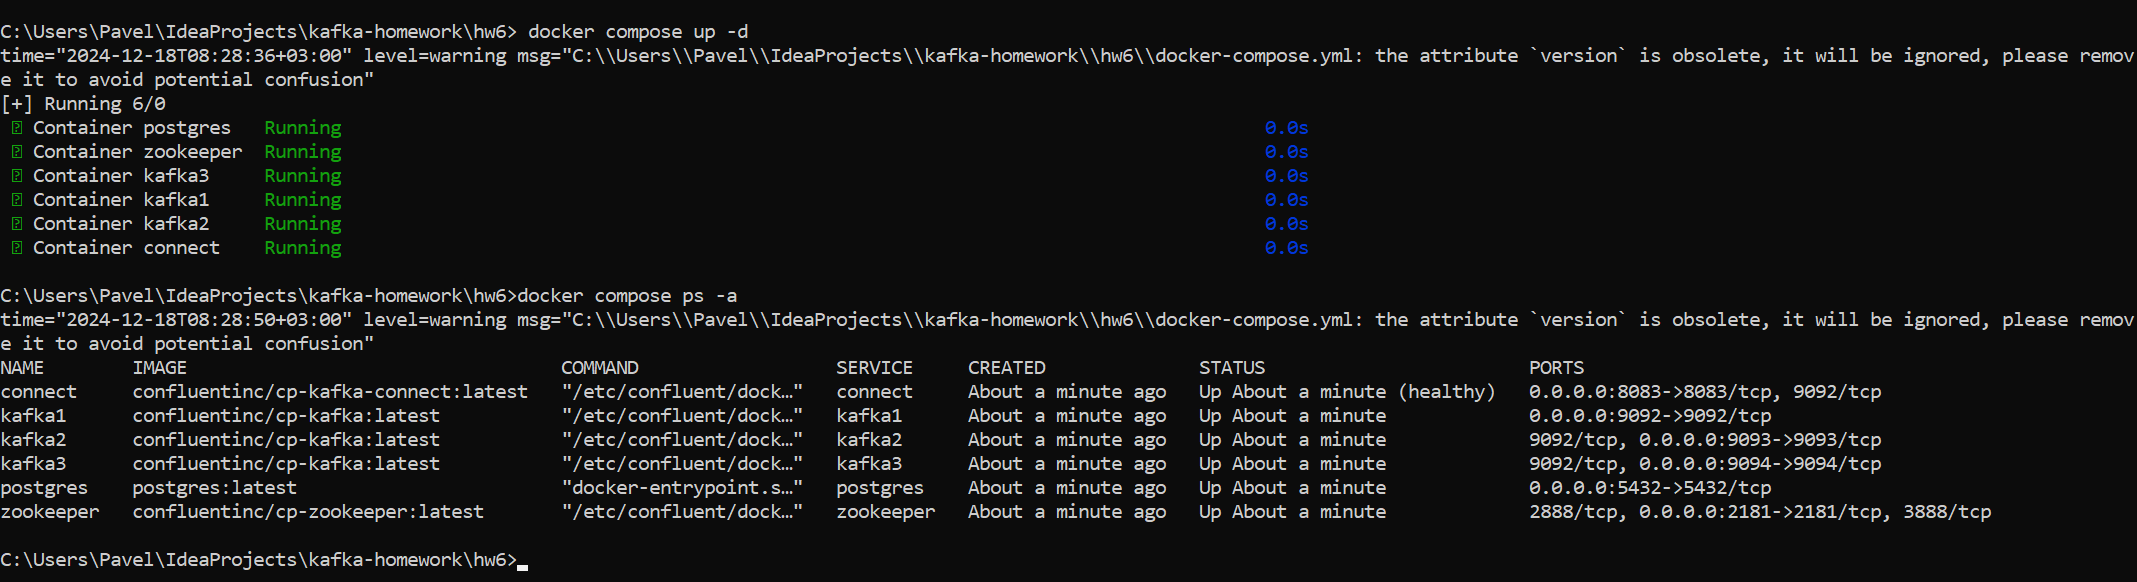 C:\Users\Pavel\IdeaProjects\kafka-homework\hw6> docker compose up -d
time="2024-12-18T08:28:36+03:00" level=warning msg="C:\\Users\\Pavel\\IdeaProjects\\kafka-homework\\hw6\\docker-compose.yml: the attribute `version` is obsolete, it will be ignored, please remov
e it to avoid potential confusion"
[+] Running 6/0
Container postgres Running 0.0s
Container zookeeper Running 0.0s
Container kafka3 Running 0.0s
Container kafka1 Running 0.0s
Container kafka2 Running 0.0s
Container connect Running 0.0s
C:\Users\Pavel\IdeaProjects\kafka-homework\hw6>docker compose ps -a
time="2024-12-18T08:28:50+03:00" level=warning msg="C:\\Users\\Pavel\\IdeaProjects\\kafka-homework\\hw6\\docker-compose.yml: the attribute `version` is obsolete, it will be ignored, please remov
e it to avoid potential confusion"
NAME IMAGE COMMAND SERVICE CREATED STATUS PORTS
connect confluentinc/cp-kafka-connect:latest "/etc/confluent/dock…" connect About a minute ago Up About a minute (healthy) 0.0.0.0:8083->8083/tcp, 9092/tcp
kafka1 confluentinc/cp-kafka:latest "/etc/confluent/dock…" kafka1 About a minute ago Up About a minute 0.0.0.0:9092->9092/tcp
kafka2 confluentinc/cp-kafka:latest "/etc/confluent/dock…" kafka2 About a minute ago Up About a minute 9092/tcp, 0.0.0.0:9093->9093/tcp
kafka3 confluentinc/cp-kafka:latest "/etc/confluent/dock…" kafka3 About a minute ago Up About a minute 9092/tcp, 0.0.0.0:9094->9094/tcp
postgres postgres:latest "docker-entrypoint.s…" postgres About a minute ago Up About a minute 0.0.0.0:5432->5432/tcp
zookeeper confluentinc/cp-zookeeper:latest "/etc/confluent/dock…" zookeeper About a minute ago Up About a minute 2888/tcp, 0.0.0.0:2181->2181/tcp, 3888/tcp
C:\Users\Pavel\IdeaProjects\kafka-homework\hw6>